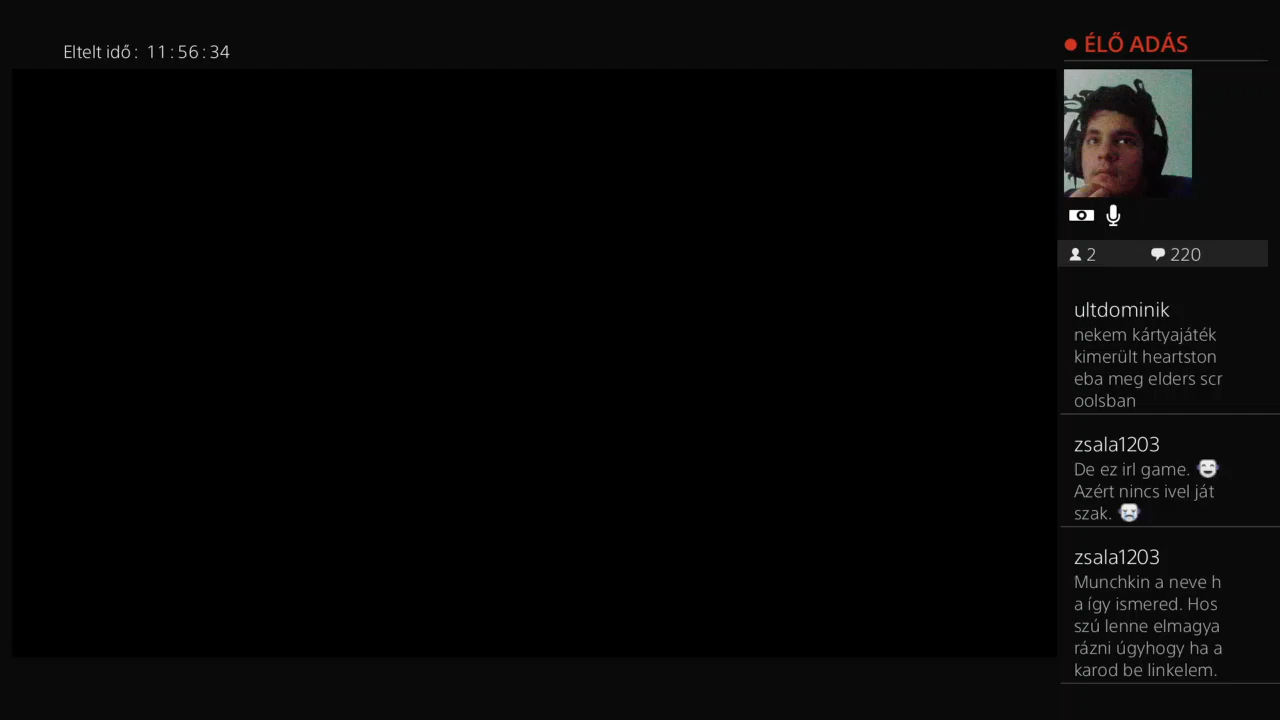 Eltelt idő: 11:56:34
ÉLŐ ADÁS
2 220
ultdominik
nekem kártyajáték
kimerült heartston
eba meg elders scr
oolsban
zsala1203
De ez irl game.
Azért nincs ivel ját
szak.
zsala1203
Munchkin a neve h
a így ismered. Hos
szú lenne elmagya
rázni úgyhogy ha a
karod be linkelem.